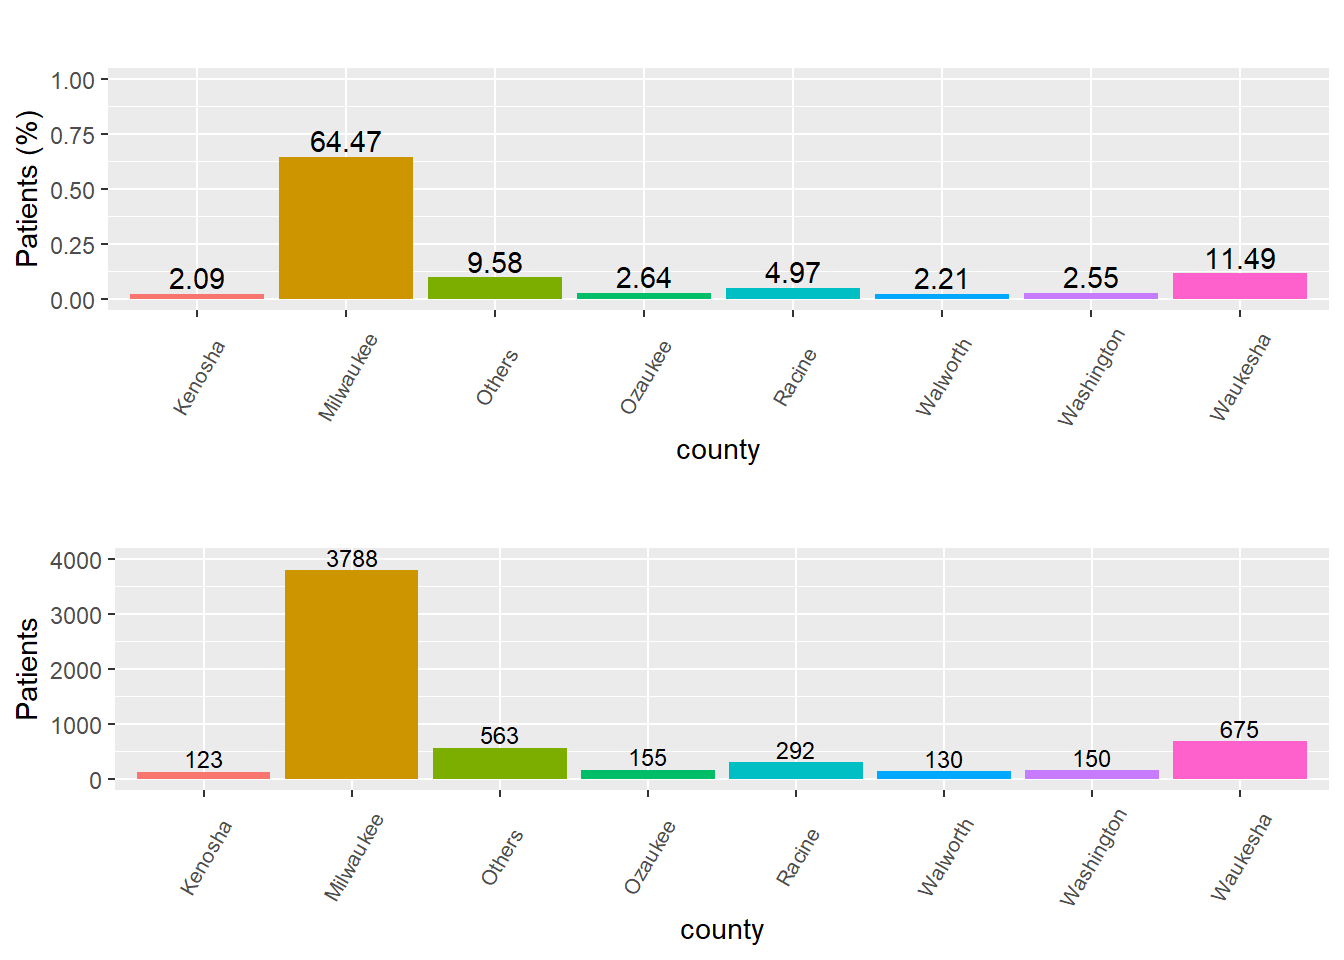 Patients (%)
1.00
0.75
0.50
0.25
0.00
2.09
64.47
9.58
2.64
4.97
2.21
2.55
11.49
Kenosha
Milwaukee
Others
Ozaukee
Racine
Walworth
Washington
Waukesha
county
Patients
4000
3000
2000
1000
0
123
3788
563
155
292
130
150
675
Kenosha
Milwaukee
Others
Ozaukee
Racine
Walworth
Washington
Waukesha
county